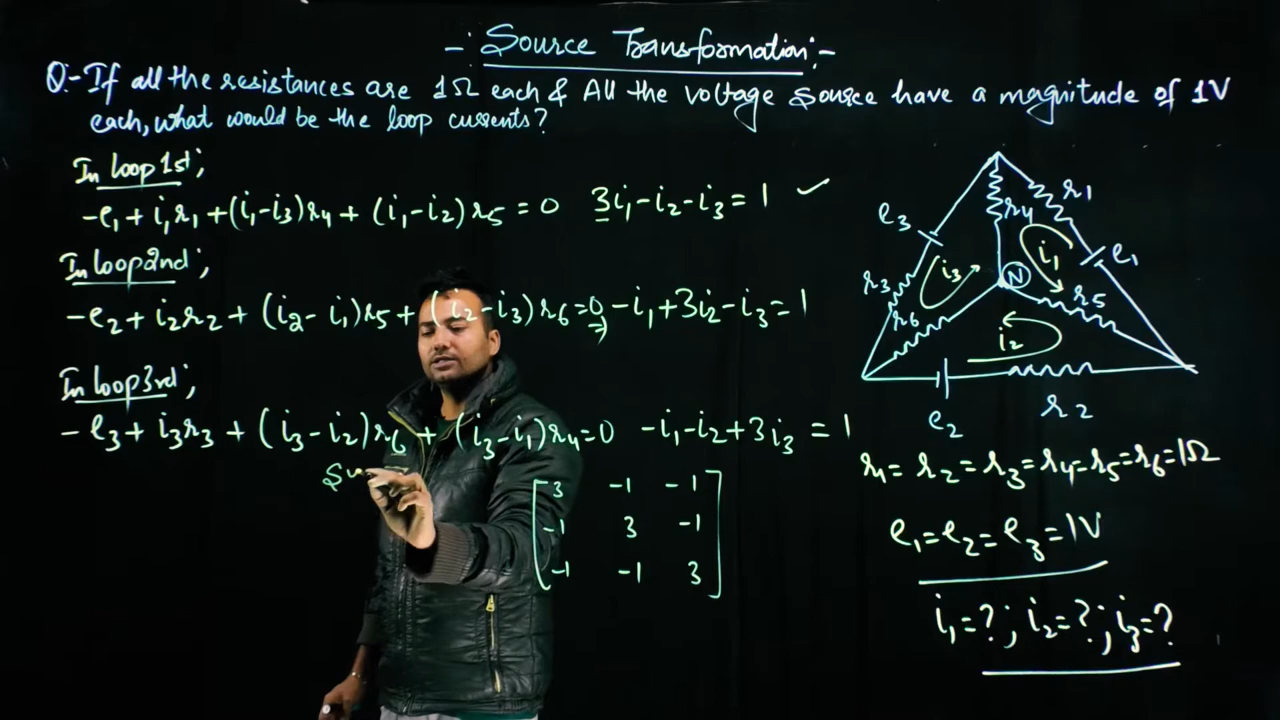 -: Source Transformation:-
Q:- If all the resistances are 1Ω each & All the voltage source have a magnitude of 1V
each, what would be the loop currents?
In loop 1st;
-e₁ + i₁r₁ + (i₁-i₃)r₄ + (i₁-i₂)r₅ = 0 3i₁-i₂-i₃ = 1 ✓
In loop 2nd;
-e₂ + i₂r₂ + (i₂-i₁)r₅ + (i₂-i₃)r₆ = 0 ⇒ -i₁+3i₂-i₃ = 1
In loop 3rd;
-e₃ + i₃r₃ + (i₃-i₂)r₆ + (i₃-i₁)r₄ = 0 -i₁-i₂+3i₃ = 1
3 -1 -1
-1 3 -1
-1 -1 3
r₁
r₄
e₃
i₁
e₁
i₃
N
r₃
r₅
r₆
i₂
e₂
r₂
r₁ = r₂ = r₃ = r₄ = r₅ = r₆ = 1Ω
e₁ = e₂ = e₃ = 1V
i₁ = ?; i₂ = ?; i₃ = ?